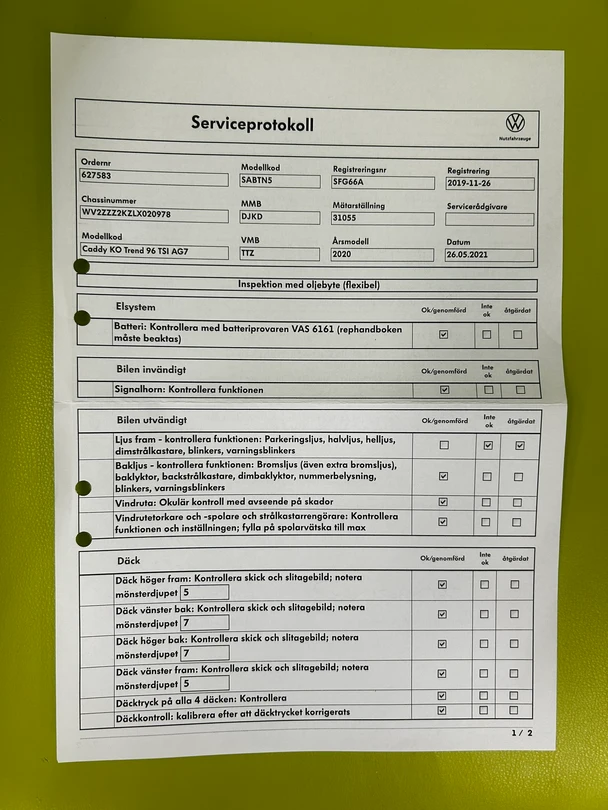 Serviceprotokoll
Nutzfahrzeuge
Ordernr
627583
Modellkod
SABTN5
Registreringsnr
SFG66A
Registrering
2019-11-26
Chassinummer
WV2ZZZ2KZLX020978
MMB
DJKD
Mätarställning
31055
Servicerådgivare
Modellkod
Caddy KO Trend 96 TSI AG7
VMB
TTZ
Årsmodell
2020
Datum
26.05.2021
Inspektion med oljebyte (flexibel)
Elsystem
Ok/genomförd
Inte
ok
åtgärdat
Batteri: Kontrollera med batteriprovaren VAS 6161 (rephandboken
måste beaktas)
Bilen invändigt
Ok/genomförd
Inte
ok
åtgärdat
Signalhorn: Kontrollera funktionen
Bilen utvändigt
Ok/genomförd
Inte
ok
åtgärdat
Ljus fram - kontrollera funktionen: Parkeringsljus, halvljus, helljus,
dimstrålkastare, blinkers, varningsblinkers
Bakljus - kontrollera funktionen: Bromsljus (även extra bromsljus),
baklyktor, backstrålkastare, dimbaklyktor, nummerbelysning,
blinkers, varningsblinkers
Vindruta: Okulär kontroll med avseende på skador
Vindrutetorkare och -spolare och strålkastarrengörare: Kontrollera
funktionen och inställningen; fylla på spolarvätska till max
Däck
Ok/genomförd
Inte
ok
åtgärdat
Däck höger fram: Kontrollera skick och slitagebild; notera
mönsterdjupet 5
Däck vänster bak: Kontrollera skick och slitagebild; notera
mönsterdjupet 7
Däck höger bak: Kontrollera skick och slitagebild; notera
mönsterdjupet 7
Däck vänster fram: Kontrollera skick och slitagebild; notera
mönsterdjupet 5
Däcktryck på alla 4 däcken: Kontrollera
Däckkontroll: kalibrera efter att däcktrycket korrigerats
1 / 2